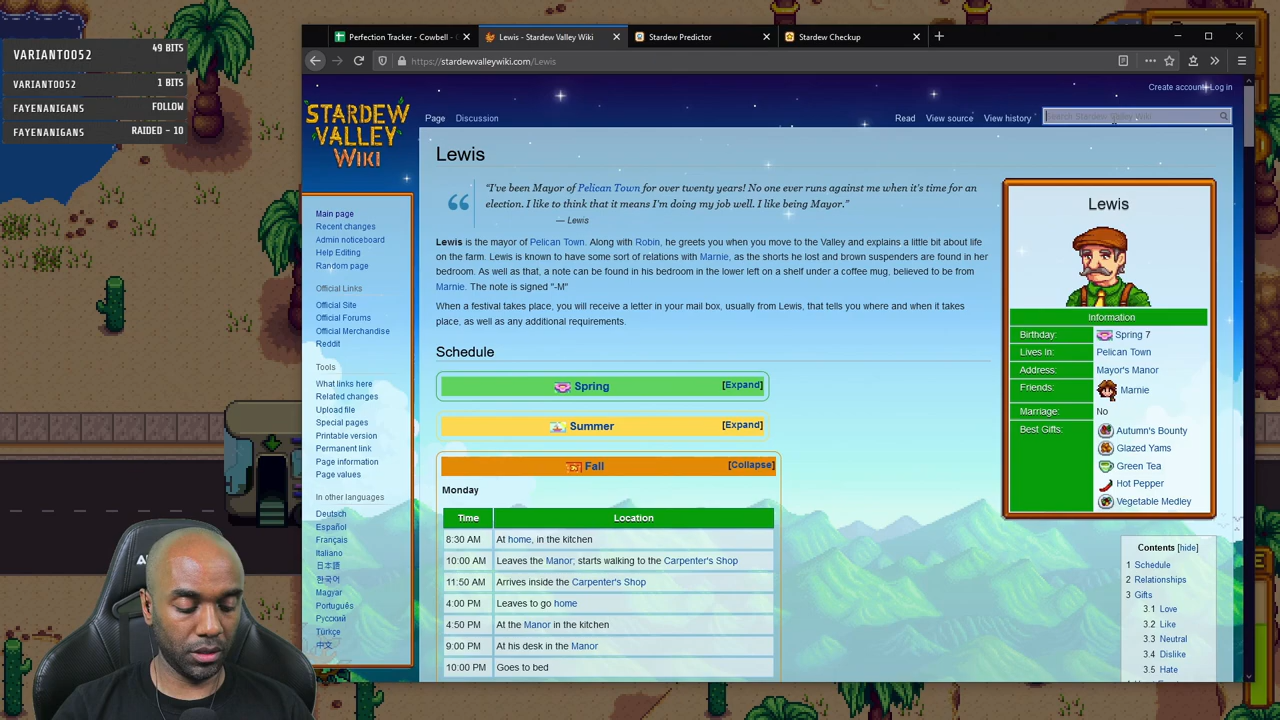 VARIANT0052 49 BITS
VARIANT0052 1 BITS
FAYENANIGANS FOLLOW
FAYENANIGANS RAIDED - 10
Perfection Tracker - Cowbell -
Lewis - Stardew Valley Wiki
Stardew Predictor
Stardew Checkup
https://stardewvalleywiki.com/Lewis
Create account Log in
STARDEW
VALLEY
WIKI
Page Discussion Read View source View history Search Stardew Valley Wiki
Lewis
"I've been Mayor of Pelican Town for over twenty years! No one ever runs against me when it's time for an
election. I like to think that it means I'm doing my job well. I like being Mayor."
— Lewis
Lewis is the mayor of Pelican Town. Along with Robin, he greets you when you move to the Valley and explains a little bit about life
on the farm. Lewis is known to have some sort of relations with Marnie, as the shorts he lost and brown suspenders are found in her
bedroom. As well as that, a note can be found in his bedroom in the lower left on a shelf under a coffee mug, believed to be from
Marnie. The note is signed "-M"
When a festival takes place, you will receive a letter in your mail box, usually from Lewis, that tells you where and when it takes
place, as well as any additional requirements.
Schedule
Spring [Expand]
Summer [Expand]
Fall [Collapse]
Monday
Time Location
8:30 AM At home, in the kitchen
10:00 AM Leaves the Manor; starts walking to the Carpenter's Shop
11:50 AM Arrives inside the Carpenter's Shop
4:00 PM Leaves to go home
4:50 PM At the Manor in the kitchen
9:00 PM At his desk in the Manor
10:00 PM Goes to bed
Main page
Recent changes
Admin noticeboard
Help Editing
Random page
Official Links
Official Site
Official Forums
Official Merchandise
Reddit
Tools
What links here
Related changes
Upload file
Special pages
Printable version
Permanent link
Page information
Page values
In other languages
Deutsch
Español
Français
Italiano
日本語
한국어
Magyar
Português
Русский
Türkçe
中文
Lewis
Information
Birthday: Spring 7
Lives In: Pelican Town
Address: Mayor's Manor
Friends: Marnie
Marriage: No
Best Gifts: Autumn's Bounty
Glazed Yams
Green Tea
Hot Pepper
Vegetable Medley
Contents [hide]
1 Schedule
2 Relationships
3 Gifts
3.1 Love
3.2 Like
3.3 Neutral
3.4 Dislike
3.5 Hate